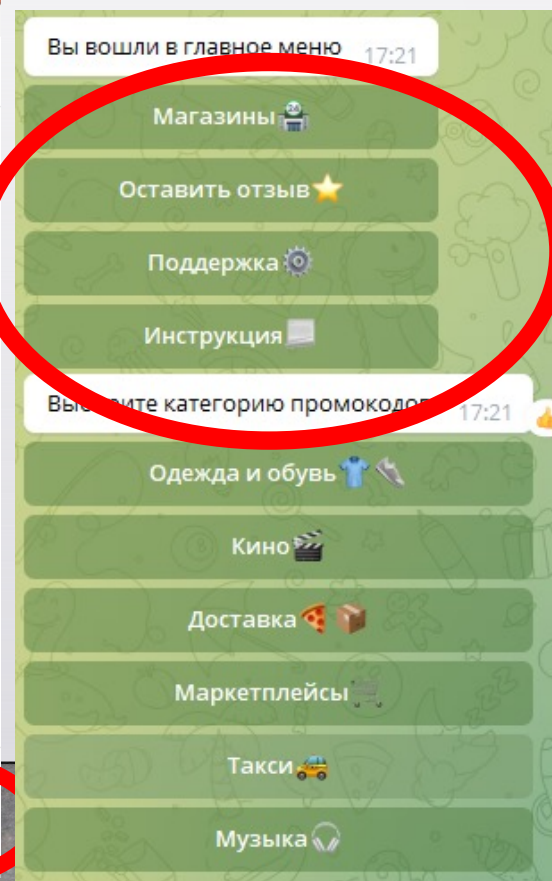 Вы вошли в главное меню 17:21
Магазины
Оставить отзыв
Поддержка
Инструкция
категорию промокодов 17:21
Одежда и обувь
Кино
Доставка
Маркетплейсы
Такси
Музыка